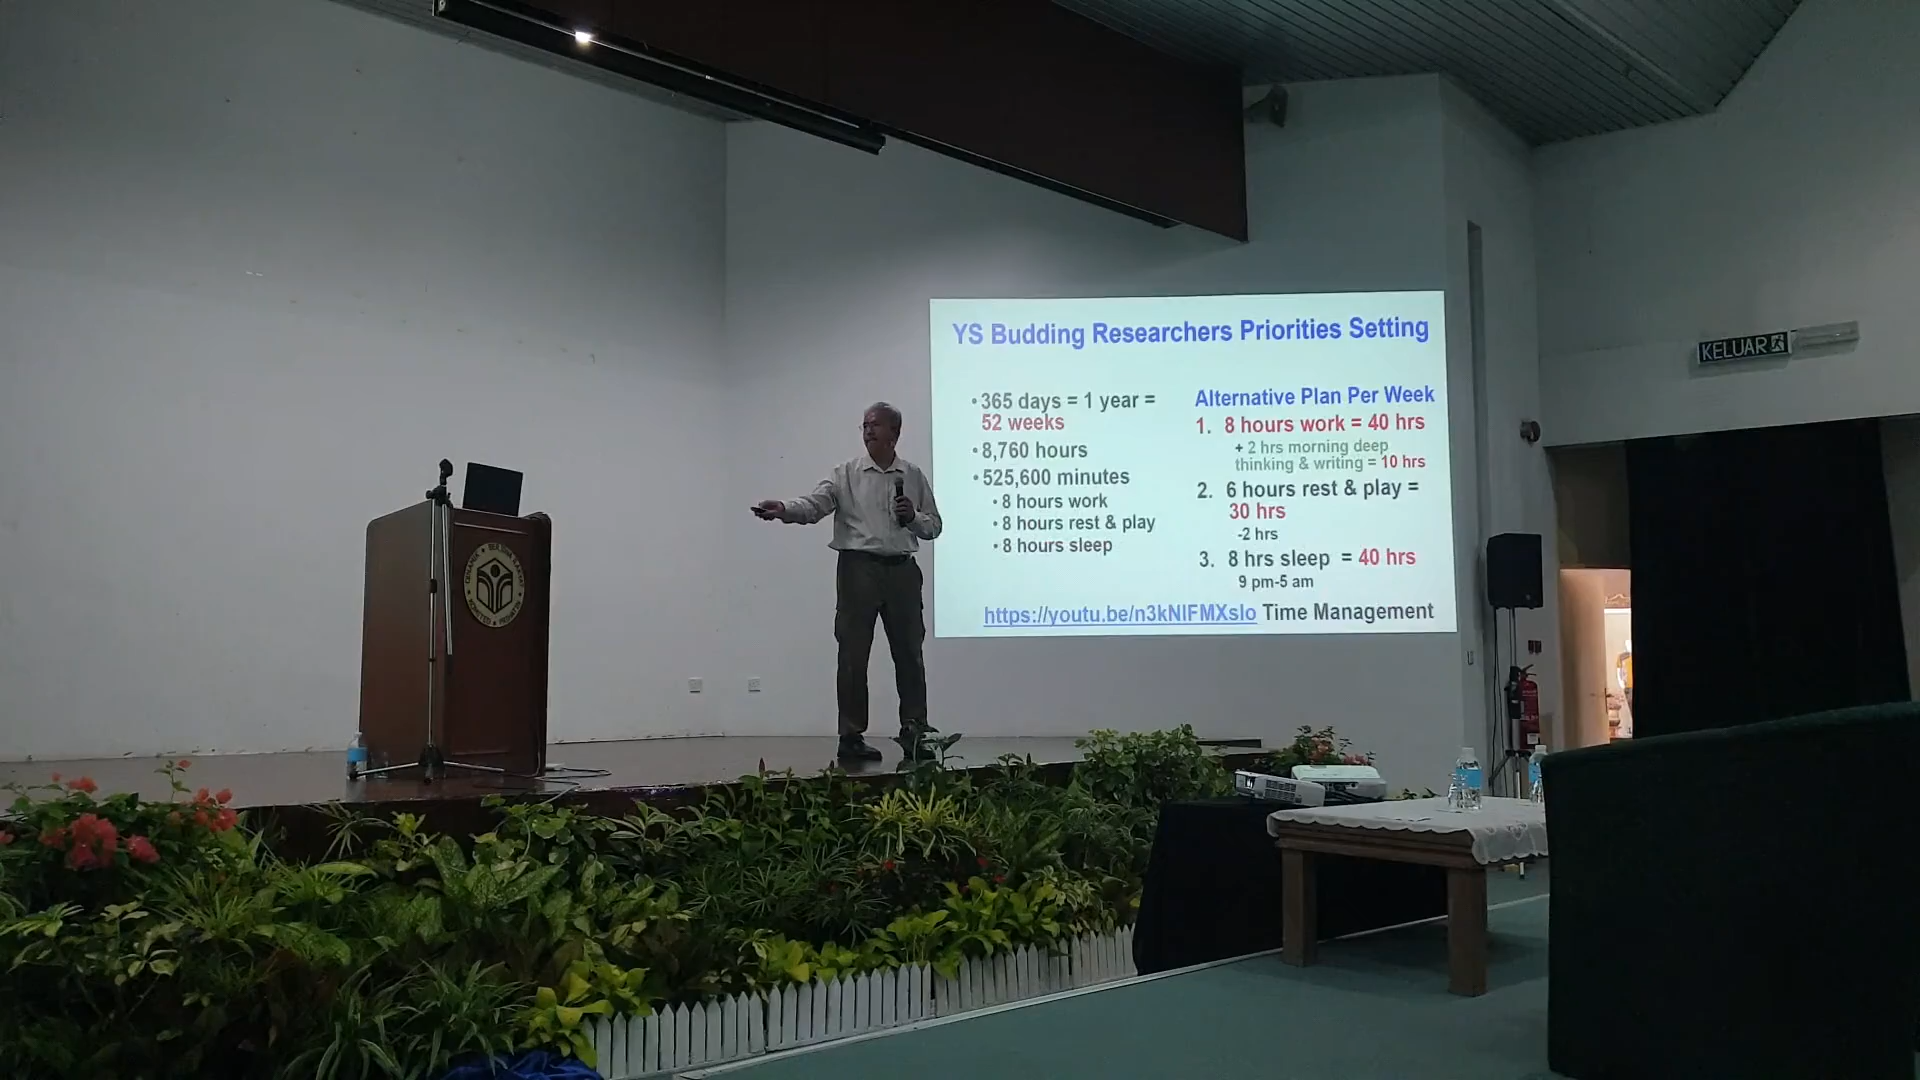 YS Budding Researchers Priorities Setting
•365 days = 1 year =
52 weeks
•8,760 hours
•525,600 minutes
•8 hours work
•8 hours rest & play
•8 hours sleep
Alternative Plan Per Week
1. 8 hours work = 40 hrs
+ 2 hrs morning deep
thinking & writing = 10 hrs
2. 6 hours rest & play =
30 hrs
-2 hrs
3. 8 hrs sleep = 40 hrs
9 pm-5 am
https://youtu.be/n3kNlFMXslo Time Management
KELUAR